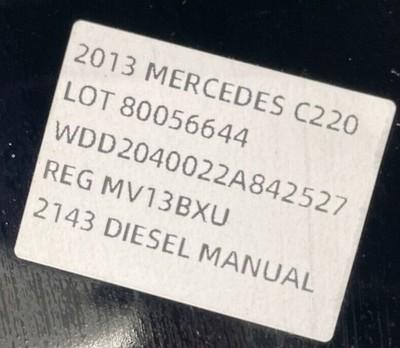 2013 MERCEDES C220
LOT 80056644
WDD2040022A842527
REG MV13BXU
2143 DIESEL MANUAL